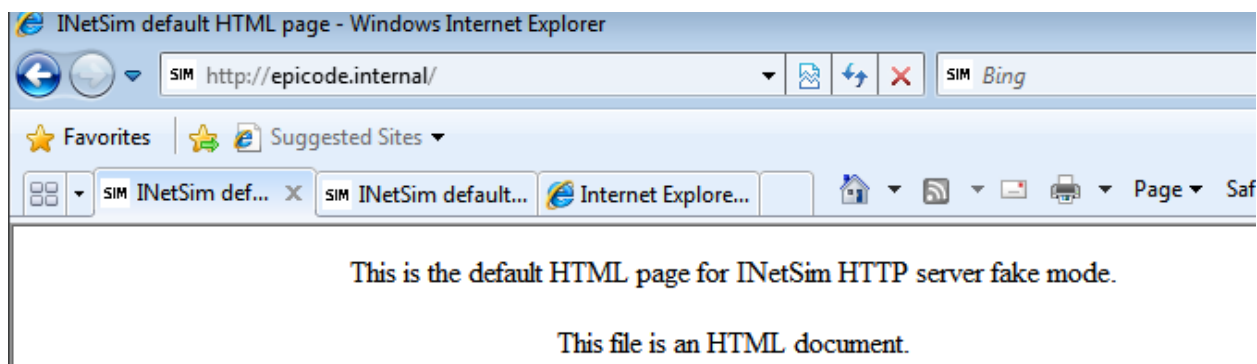 INetSim default HTML page - Windows Internet Explorer
SIM http://epicode.internal/ SIM Bing
Favorites Suggested Sites
SIM INetSim def... X SIM INetSim default... Internet Explore... Page Saf
This is the default HTML page for INetSim HTTP server fake mode.
This file is an HTML document.